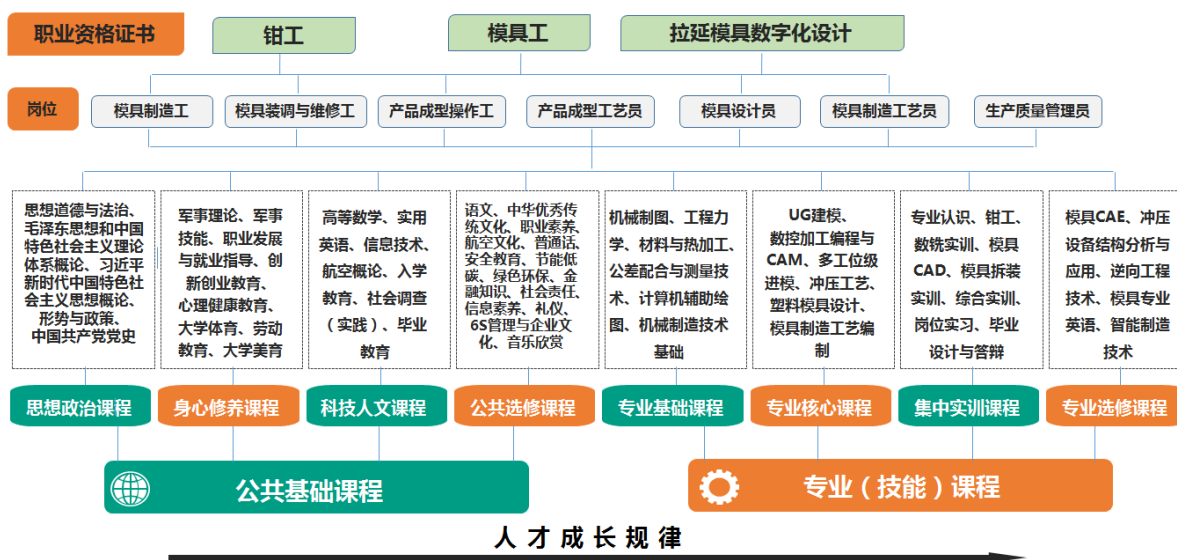 职业资格证书
钳工
模具工
拉延模具数字化设计
岗位
模具制造工
模具装调与维修工
产品成型操作工
产品成型工艺员
模具设计员
模具制造工艺员
生产质量管理员
思想道德与法治、
毛泽东思想和中国
特色社会主义理论
体系概论、习近平
新时代中国特色社
会主义思想概论、
形势与政策、
中国共产党党史
军事理论、军事
技能、职业发展
与就业指导、创
新创业教育、
心理健康教育、
大学体育、劳动
教育、大学美育
高等数学、实用
英语、信息技术、
航空概论、入学
教育、社会调查
（实践）、毕业
教育
语文、中华优秀传
统文化、职业素养、
航空文化、普通话、
安全教育、节能低
碳、绿色环保、金
融知识、社会责任、
信息素养、礼仪、
6S管理与企业文
化、音乐欣赏
机械制图、工程力
学、材料与热加工、
公差配合与测量技
术、计算机辅助绘
图、机械制造技术
基础
UG建模、
数控加工编程与
CAM、多工位级
进模、冲压工艺、
塑料模具设计、
模具制造工艺编
制
专业认识、钳工、
数铣实训、模具
CAD、模具拆装
实训、综合实训、
岗位实习、毕业
设计与答辩
模具CAE、冲压
设备结构分析与
应用、逆向工程
技术、模具专业
英语、智能制造
技术
思想政治课程
身心修养课程
科技人文课程
公共选修课程
专业基础课程
专业核心课程
集中实训课程
专业选修课程
公共基础课程
专业（技能）课程
人才成长规律